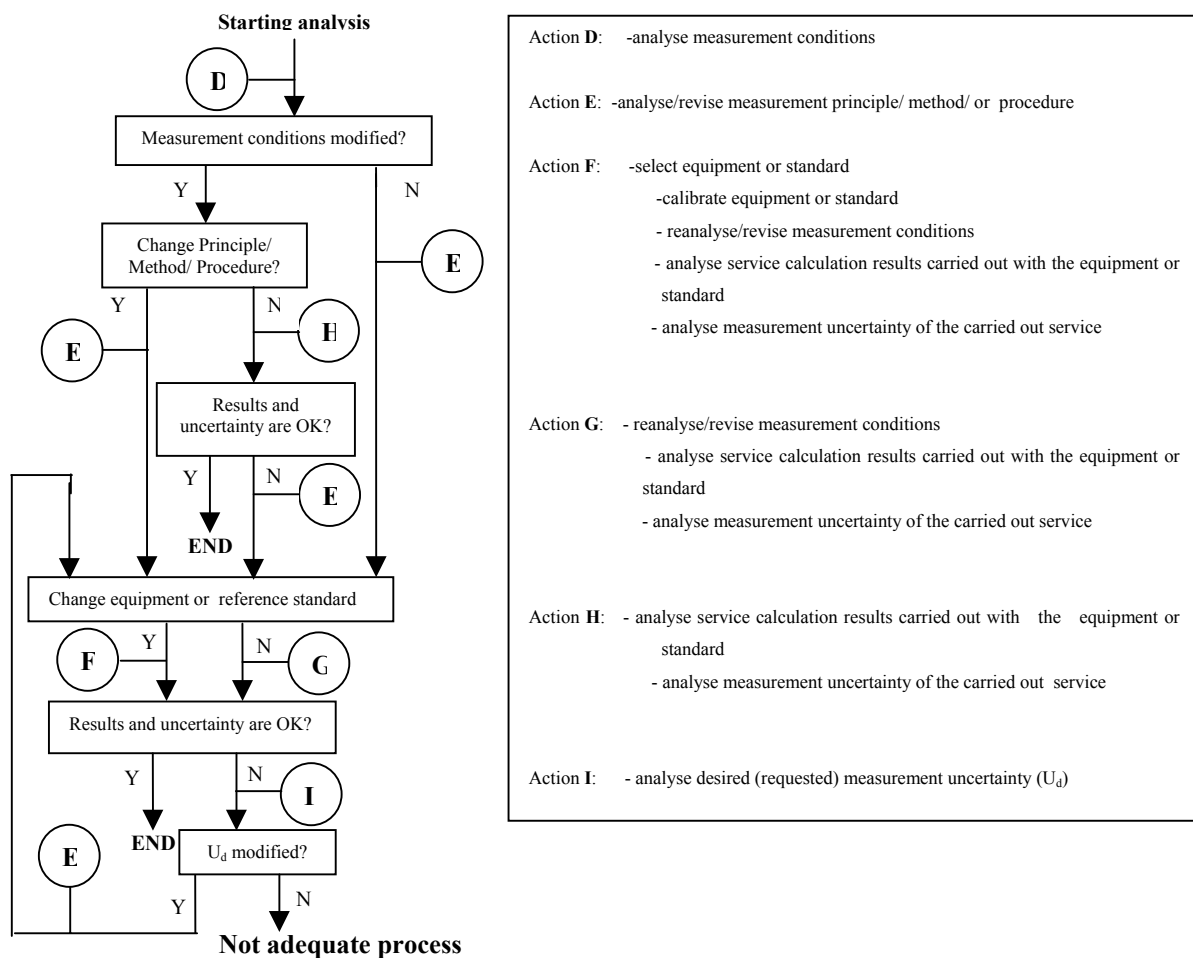 Starting analysis
D
Measurement conditions modified?
Y
N
Change Principle/
Method/ Procedure?
E
Y
N
H
E
Results and
uncertainty are OK?
Y
N
E
END
Change equipment or reference standard
F
Y
N
G
Results and uncertainty are OK?
Y
N
I
END
E
Ud modified?
Y
N
Not adequate process
Action D: -analyse measurement conditions
Action E: -analyse/revise measurement principle/ method/ or procedure
Action F: -select equipment or standard
-calibrate equipment or standard
- reanalyse/revise measurement conditions
- analyse service calculation results carried out with the equipment or
standard
- analyse measurement uncertainty of the carried out service
Action G: - reanalyse/revise measurement conditions
- analyse service calculation results carried out with the equipment or
standard
- analyse measurement uncertainty of the carried out service
Action H: - analyse service calculation results carried out with the equipment or
standard
- analyse measurement uncertainty of the carried out service
Action I: - analyse desired (requested) measurement uncertainty (Ud)